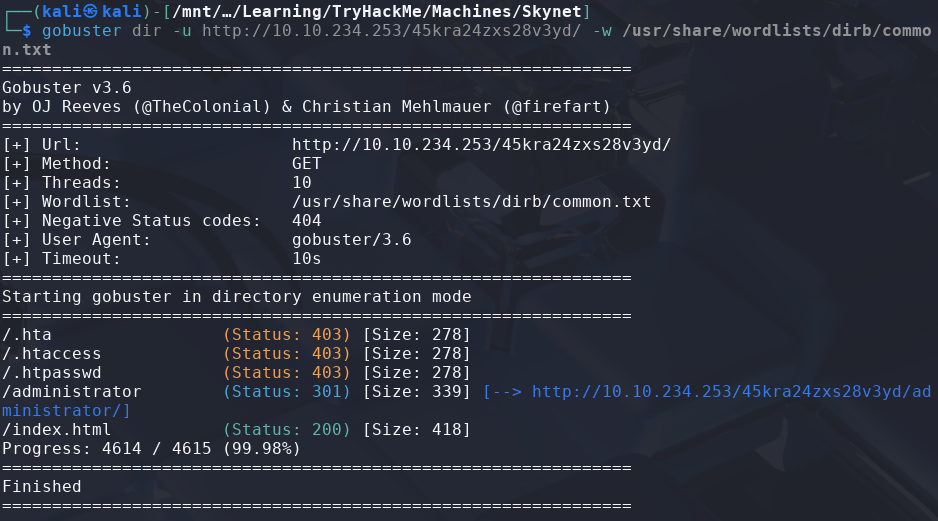 ┌──(kali㉿kali)-[/mnt/…/Learning/TryHackMe/Machines/Skynet]
└─$ gobuster dir -u http://10.10.234.253/45kra24zxs28v3yd/ -w /usr/share/wordlists/dirb/commo
n.txt
===============================================================
Gobuster v3.6
by OJ Reeves (@TheColonial) & Christian Mehlmauer (@firefart)
===============================================================
[+] Url:                     http://10.10.234.253/45kra24zxs28v3yd/
[+] Method:                  GET
[+] Threads:                 10
[+] Wordlist:                /usr/share/wordlists/dirb/common.txt
[+] Negative Status codes:   404
[+] User Agent:              gobuster/3.6
[+] Timeout:                 10s
===============================================================
Starting gobuster in directory enumeration mode
===============================================================
/.hta                 (Status: 403) [Size: 278]
/.htaccess            (Status: 403) [Size: 278]
/.htpasswd            (Status: 403) [Size: 278]
/administrator        (Status: 301) [Size: 339] [--> http://10.10.234.253/45kra24zxs28v3yd/ad
ministrator/]
/index.html           (Status: 200) [Size: 418]
Progress: 4614 / 4615 (99.98%)
===============================================================
Finished
===============================================================